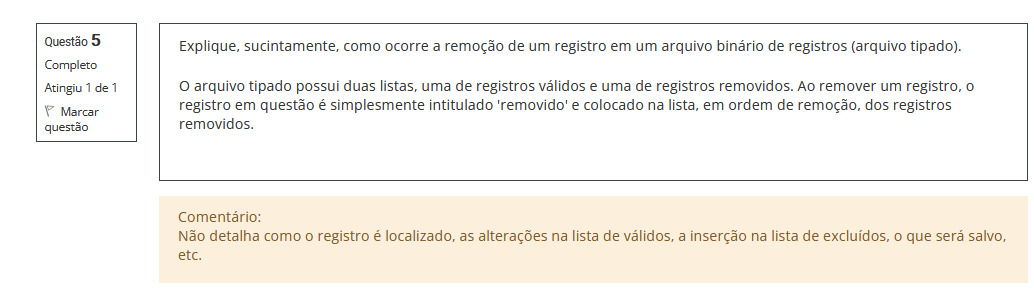 Questão 5
Completo
Atingiu 1 de 1
Marcar
questão
Explique, sucintamente, como ocorre a remoção de um registro em um arquivo binário de registros (arquivo tipado).
O arquivo tipado possui duas listas, uma de registros válidos e uma de registros removidos. Ao remover um registro, o
registro em questão é simplesmente intitulado 'removido' e colocado na lista, em ordem de remoção, dos registros
removidos.
Comentário:
Não detalha como o registro é localizado, as alterações na lista de válidos, a inserção na lista de excluídos, o que será salvo,
etc.